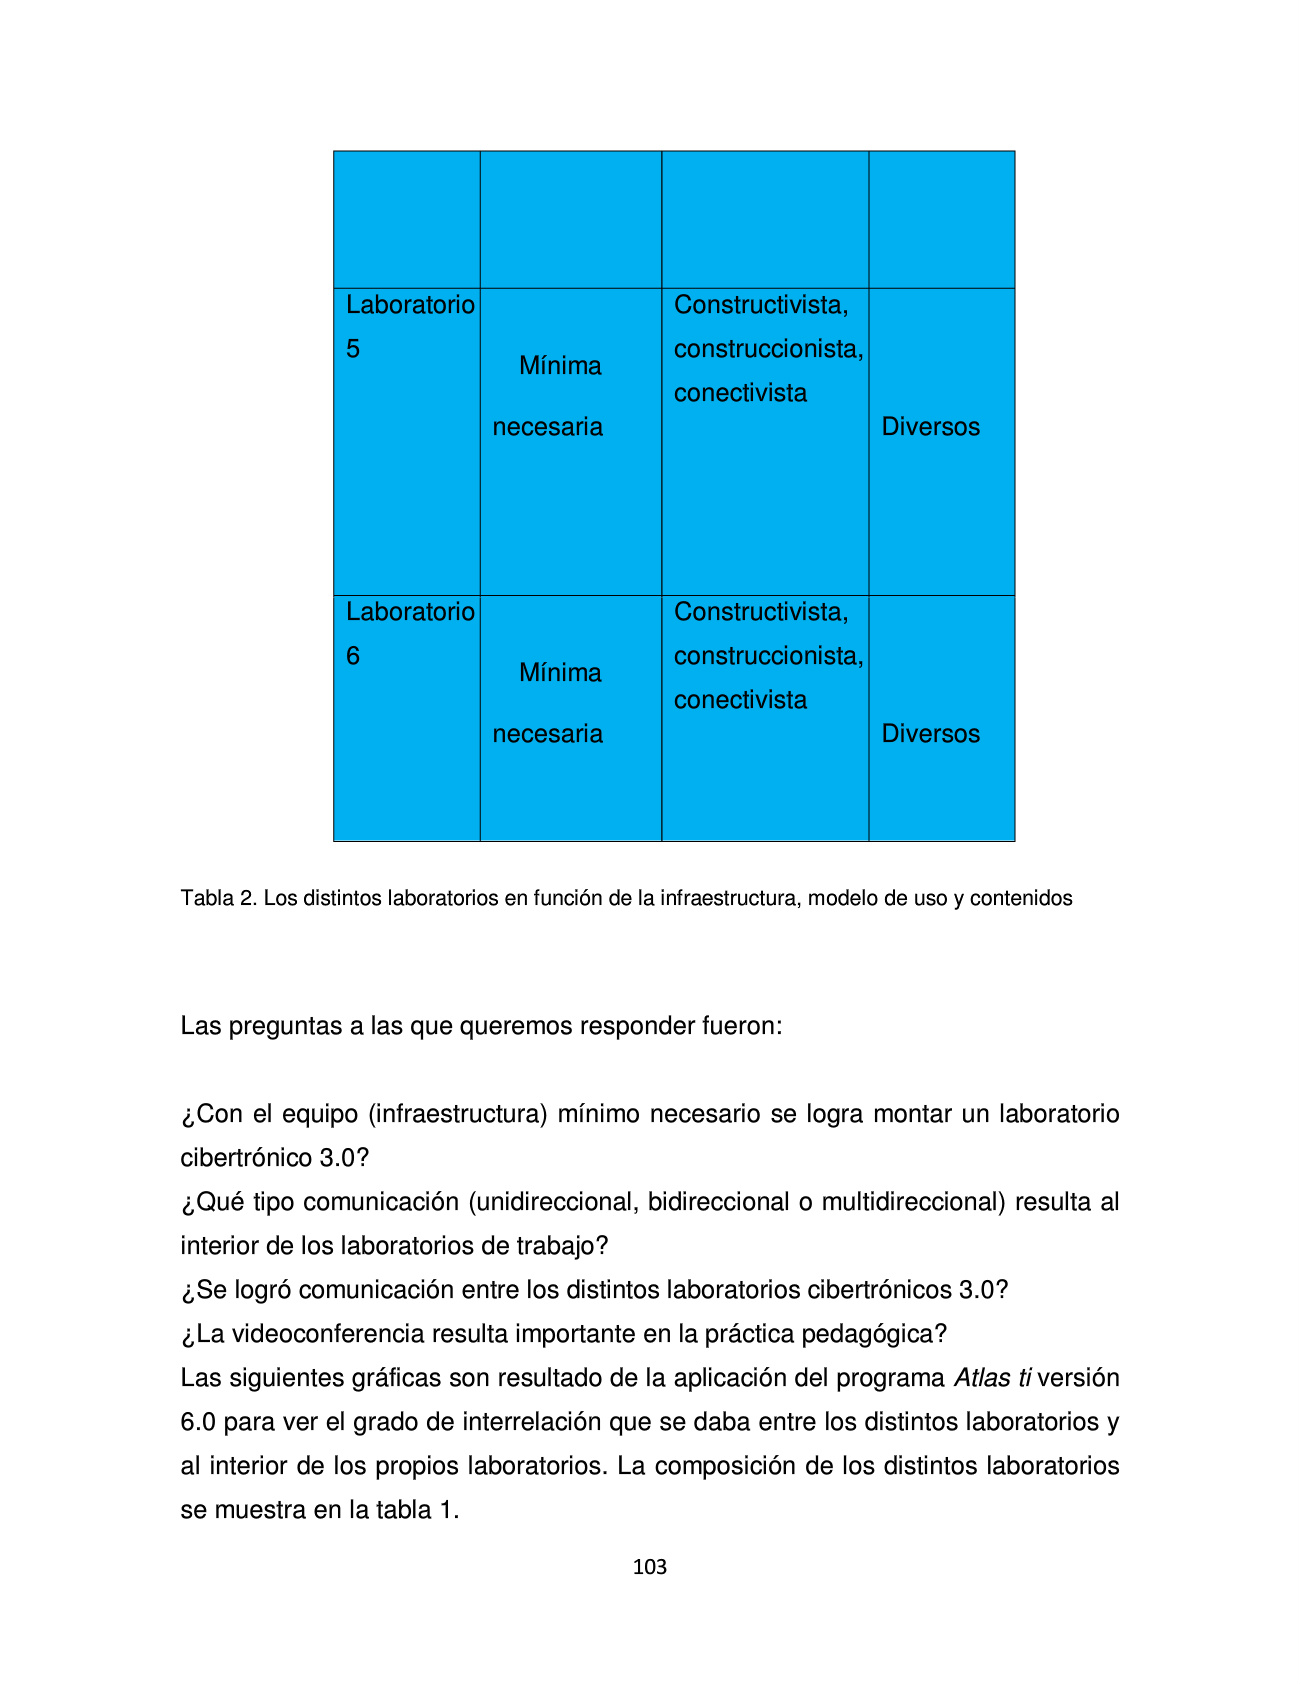 Laboratorio
5
Mínima
necesaria
Constructivista,
construccionista,
conectivista
Diversos
Laboratorio
6
Mínima
necesaria
Constructivista,
construccionista,
conectivista
Diversos
Tabla 2. Los distintos laboratorios en función de la infraestructura, modelo de uso y contenidos
Las preguntas a las que queremos responder fueron:
¿Con el equipo (infraestructura) mínimo necesario se logra montar un laboratorio
cibertrónico 3.0?
¿Qué tipo comunicación (unidireccional, bidireccional o multidireccional) resulta al
interior de los laboratorios de trabajo?
¿Se logró comunicación entre los distintos laboratorios cibertrónicos 3.0?
¿La videoconferencia resulta importante en la práctica pedagógica?
Las siguientes gráficas son resultado de la aplicación del programa Atlas ti versión
6.0 para ver el grado de interrelación que se daba entre los distintos laboratorios y
al interior de los propios laboratorios. La composición de los distintos laboratorios
se muestra en la tabla 1.
103